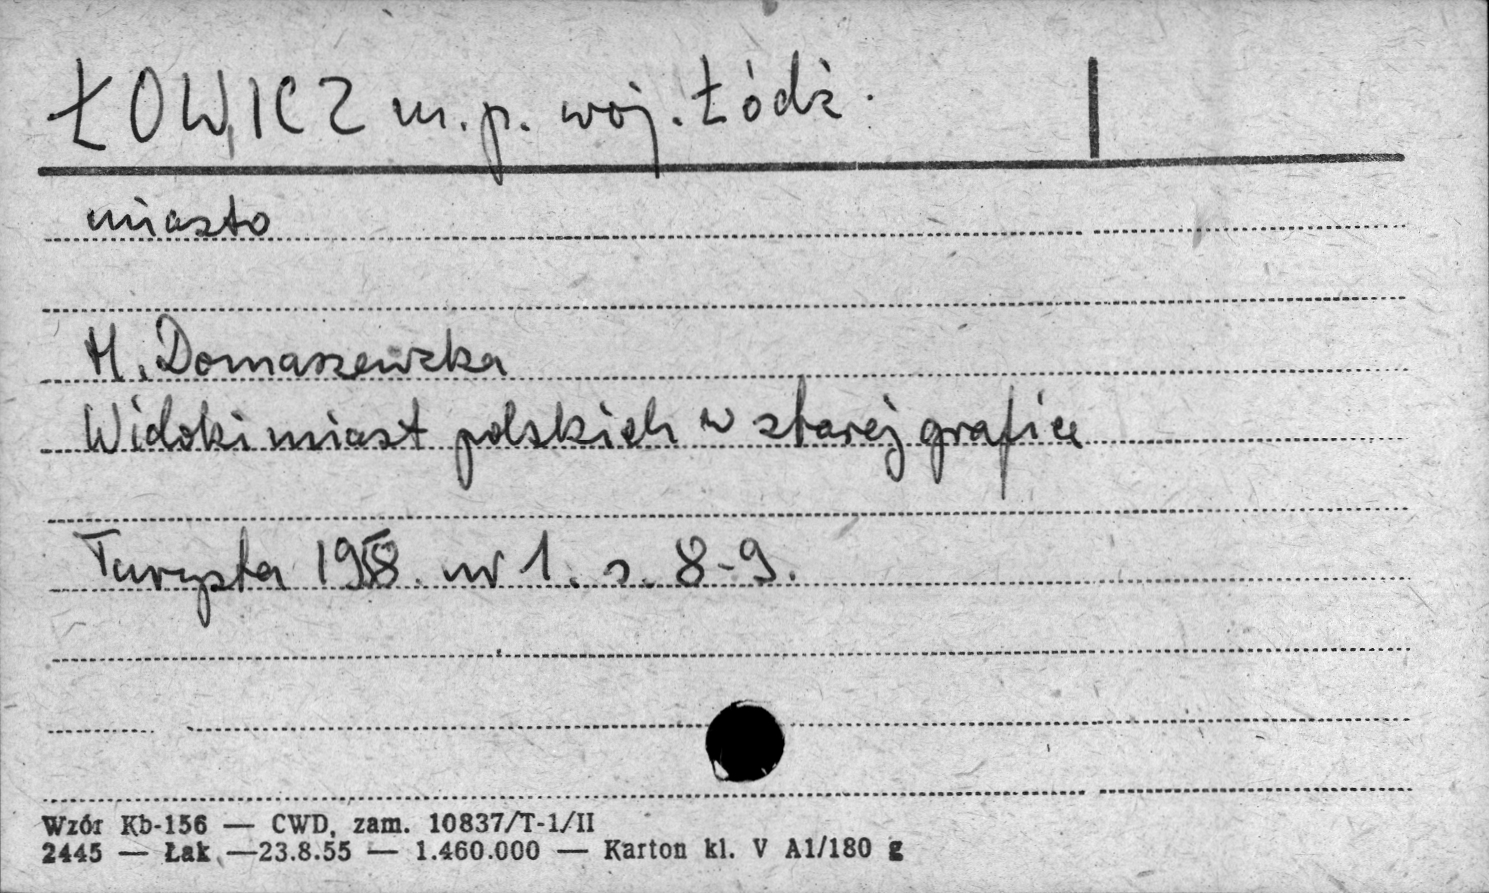 ŁOWICZ m. p. woj. Łódź.
miasto
H. Domaszewska
Widoki miast polskich w starej grafice
Turysta 1958. nr 1. s. 8-9.
Wzór Kb-156 — CWD, zam. 10837/T-1/II
2445 — Łak — 23.8.55 — 1.460.000 — Karton kl. V A1/180 g